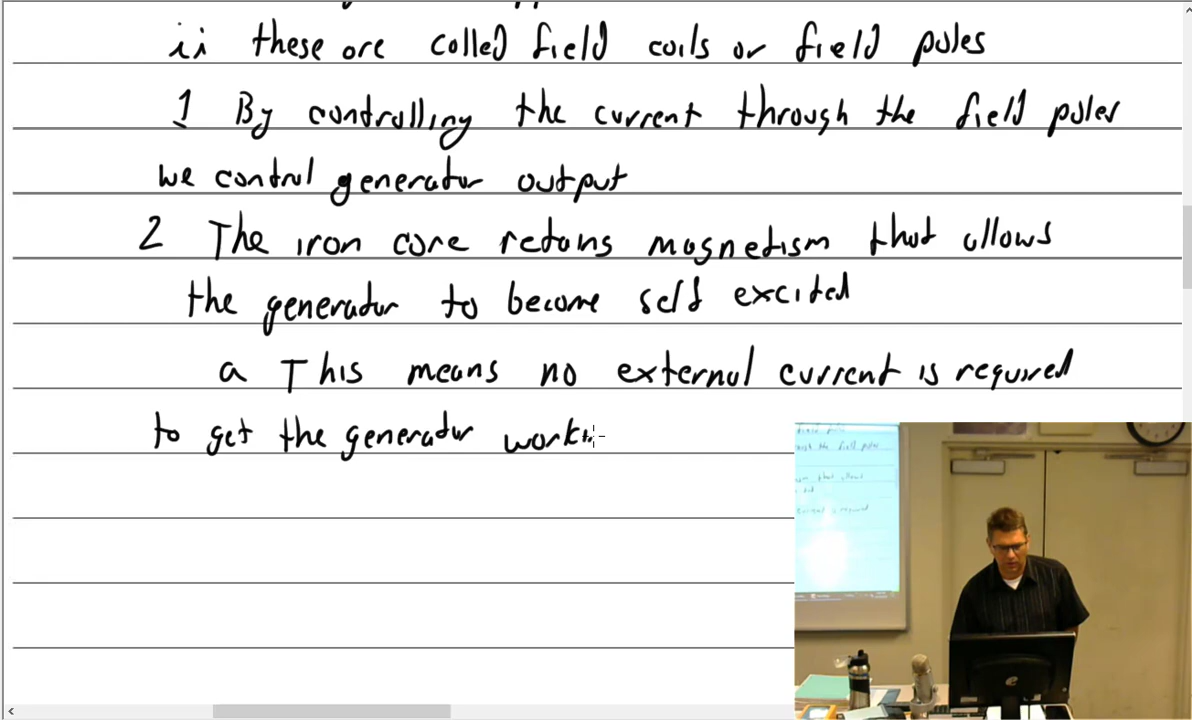 ii these are called field coils or field poles
1 By controlling the current through the field poles
we control generator output
2 The iron core retains magnetism that allows
the generator to become self excited
a This means no external current is required
to get the generator work